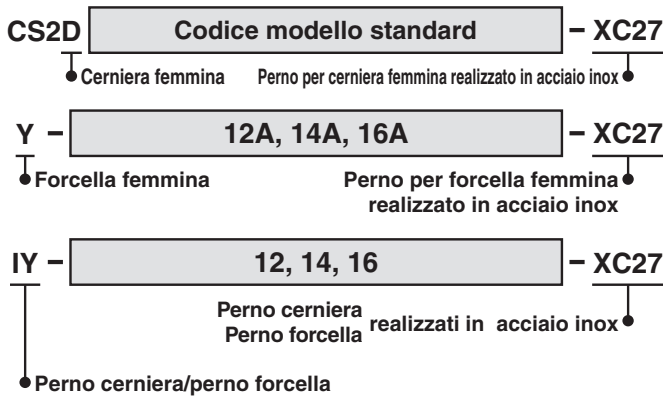 CS2D Codice modello standard – XC27
Cerniera femmina Perno per cerniera femmina realizzato in acciaio inox
Y – 12A, 14A, 16A – XC27
Forcella femmina Perno per forcella femmina
realizzato in acciaio inox
IY – 12, 14, 16 – XC27
Perno cerniera
Perno forcella realizzati in acciaio inox
Perno cerniera/perno forcella